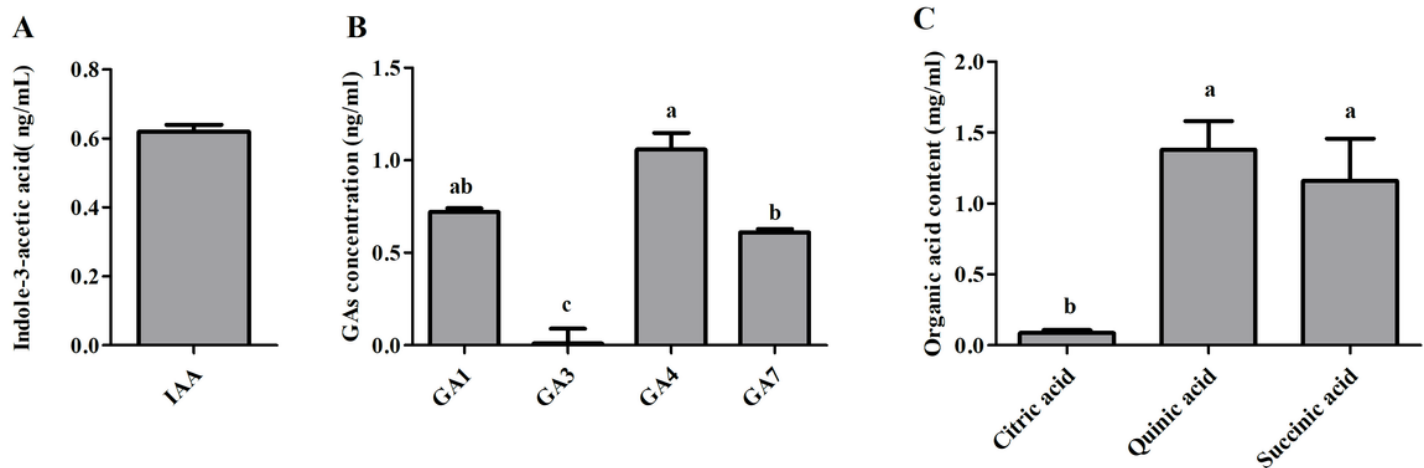 A
Indole-3-acetic acid( ng/mL)
0.8
0.6
0.4
0.2
0.0
IAA
B
GAs concentration (ng/ml)
1.5
1.0
0.5
0.0
ab
c
a
b
GA1
GA3
GA4
GA7
C
Organic acid content (mg/ml)
2.0
1.5
1.0
0.5
0.0
b
a
a
Citric acid
Quinic acid
Succinic acid